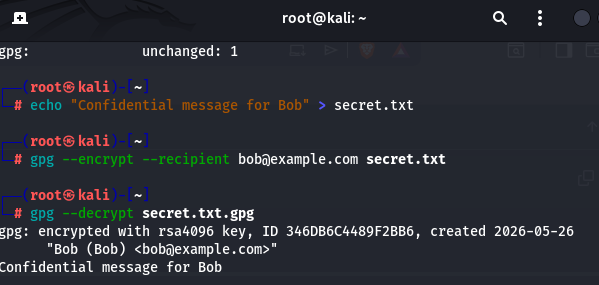 root@kali: ~
gpg:              unchanged: 1
┌──(root㉿kali)-[~]
└─# echo "Confidential message for Bob" > secret.txt
┌──(root㉿kali)-[~]
└─# gpg --encrypt --recipient bob@example.com secret.txt
┌──(root㉿kali)-[~]
└─# gpg --decrypt secret.txt.gpg
gpg: encrypted with rsa4096 key, ID 346DB6C4489F2BB6, created 2026-05-26
      "Bob (Bob) <bob@example.com>"
Confidential message for Bob